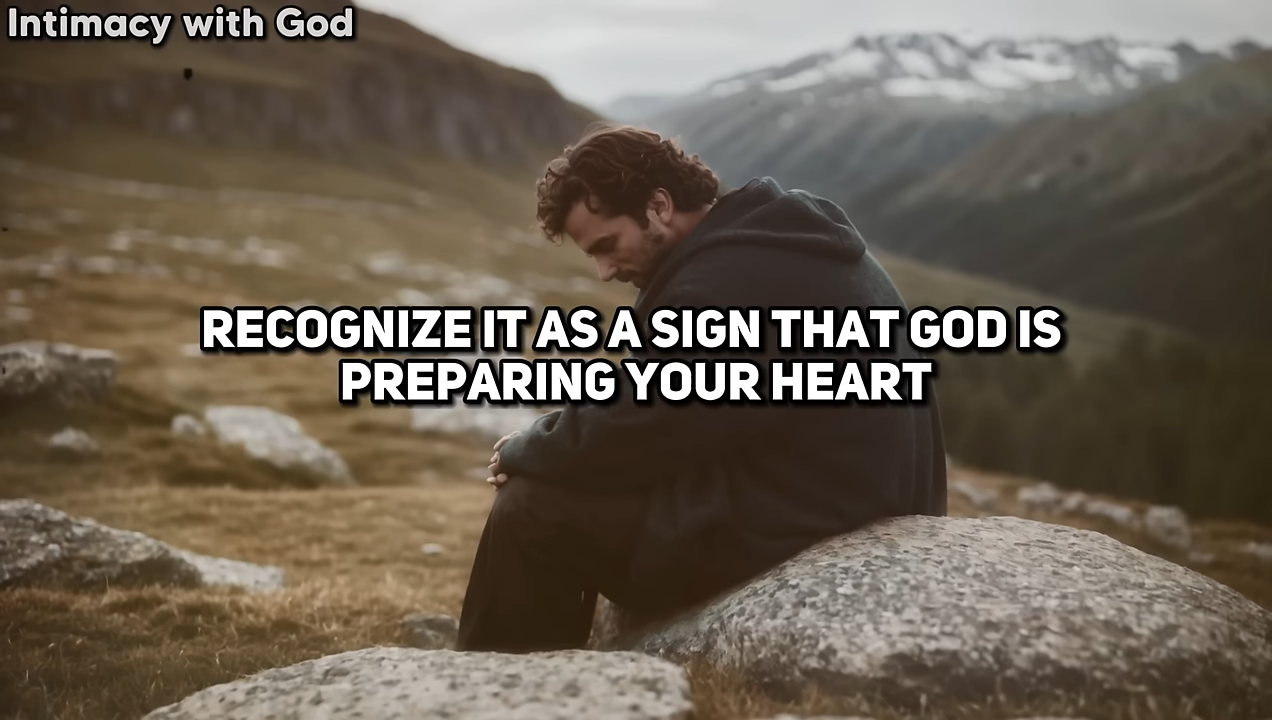 Intimacy with God
RECOGNIZE IT AS A SIGN THAT GOD IS
PREPARING YOUR HEART